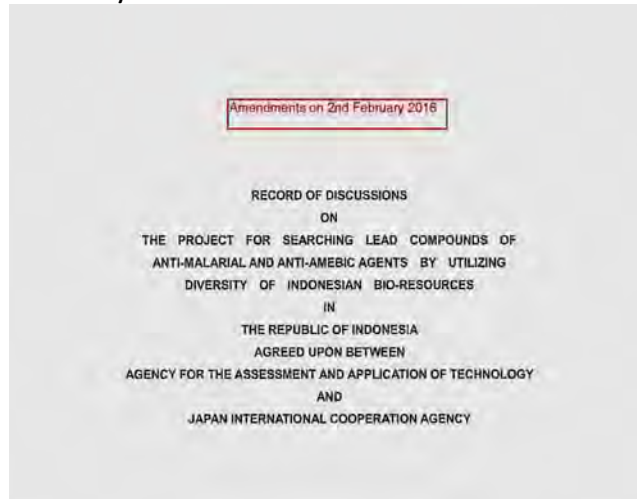 Amendments on 2nd February 2016
RECORD OF DISCUSSIONS
ON
THE PROJECT FOR SEARCHING LEAD COMPOUNDS OF
ANTI-MALARIAL AND ANTI-AMEBIC AGENTS BY UTILIZING
DIVERSITY OF INDONESIAN BIO-RESOURCES
IN
THE REPUBLIC OF INDONESIA
AGREED UPON BETWEEN
AGENCY FOR THE ASSESSMENT AND APPLICATION OF TECHNOLOGY
AND
JAPAN INTERNATIONAL COOPERATION AGENCY